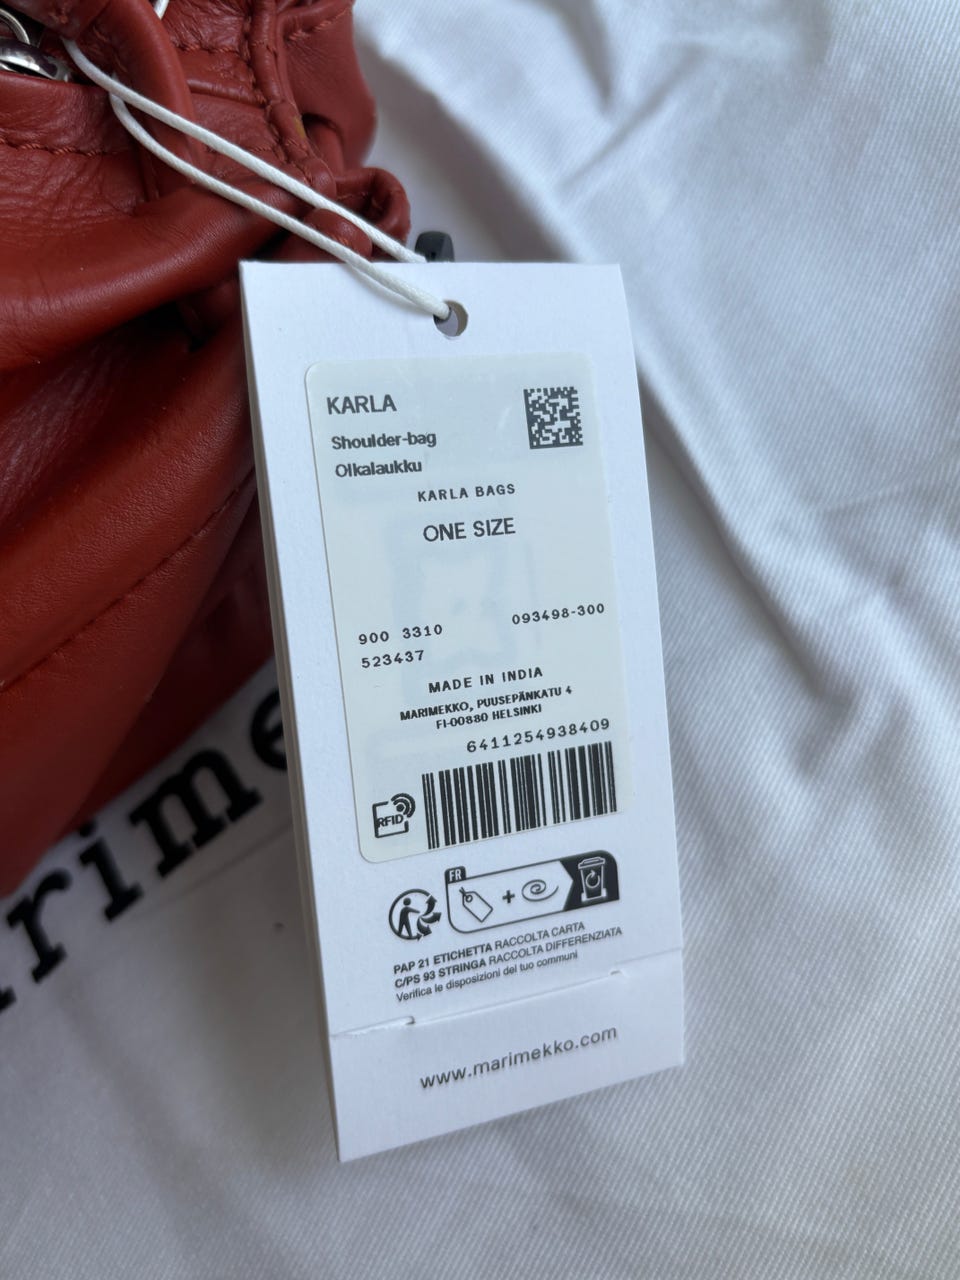 KARLA
Shoulder-bag
Olkalaukku
KARLA BAGS
ONE SIZE
900 3310
093498-300
523437
MADE IN INDIA
MARIMEKKO, PUUSEPÄNKATU 4
FI-00880 HELSINKI
6411254938409
RFID
FR
+
PAP 21 ETICHETTA RACCOLTA CARTA
C/PS 93 STRINGA RACCOLTA DIFFERENZIATA
Verifica le disposizioni del tuo communi
www.marimekko.com
arime